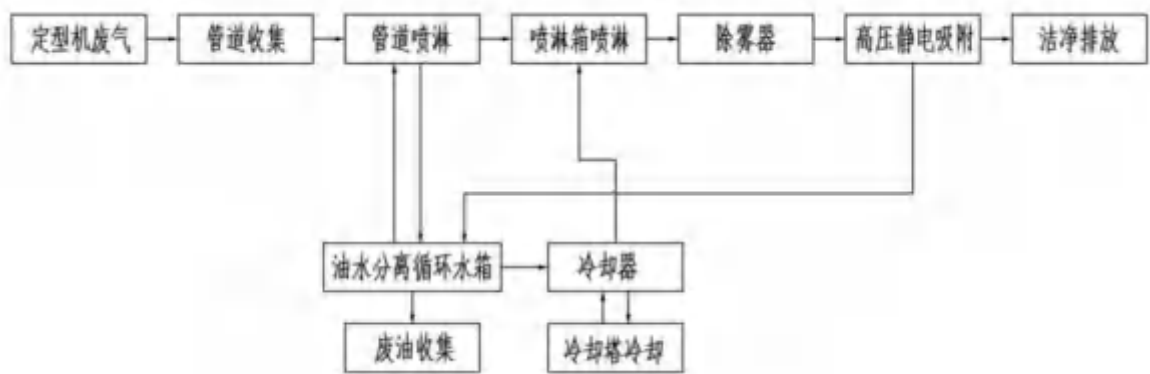 定型机废气
管道收集
管道喷淋
喷淋箱喷淋
除雾器
高压静电吸附
洁净排放
油水分离循环水箱
冷却器
废油收集
冷却塔冷却